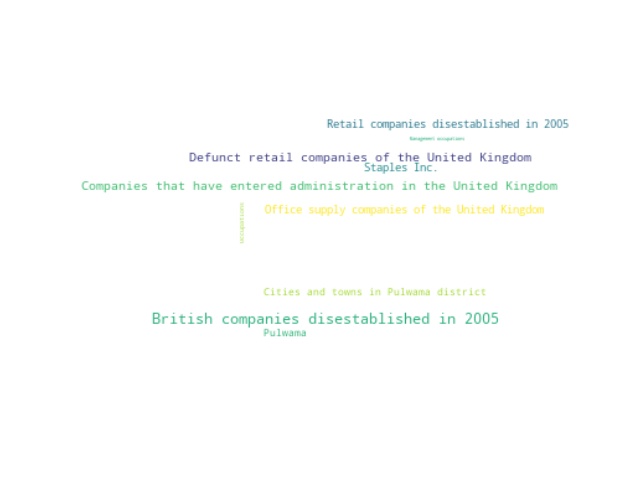 Retail companies disestablished in 2005
Management occupations
Defunct retail companies of the United Kingdom
Staples Inc.
Companies that have entered administration in the United Kingdom
occupations
Office supply companies of the United Kingdom
Cities and towns in Pulwama district
British companies disestablished in 2005
Pulwama